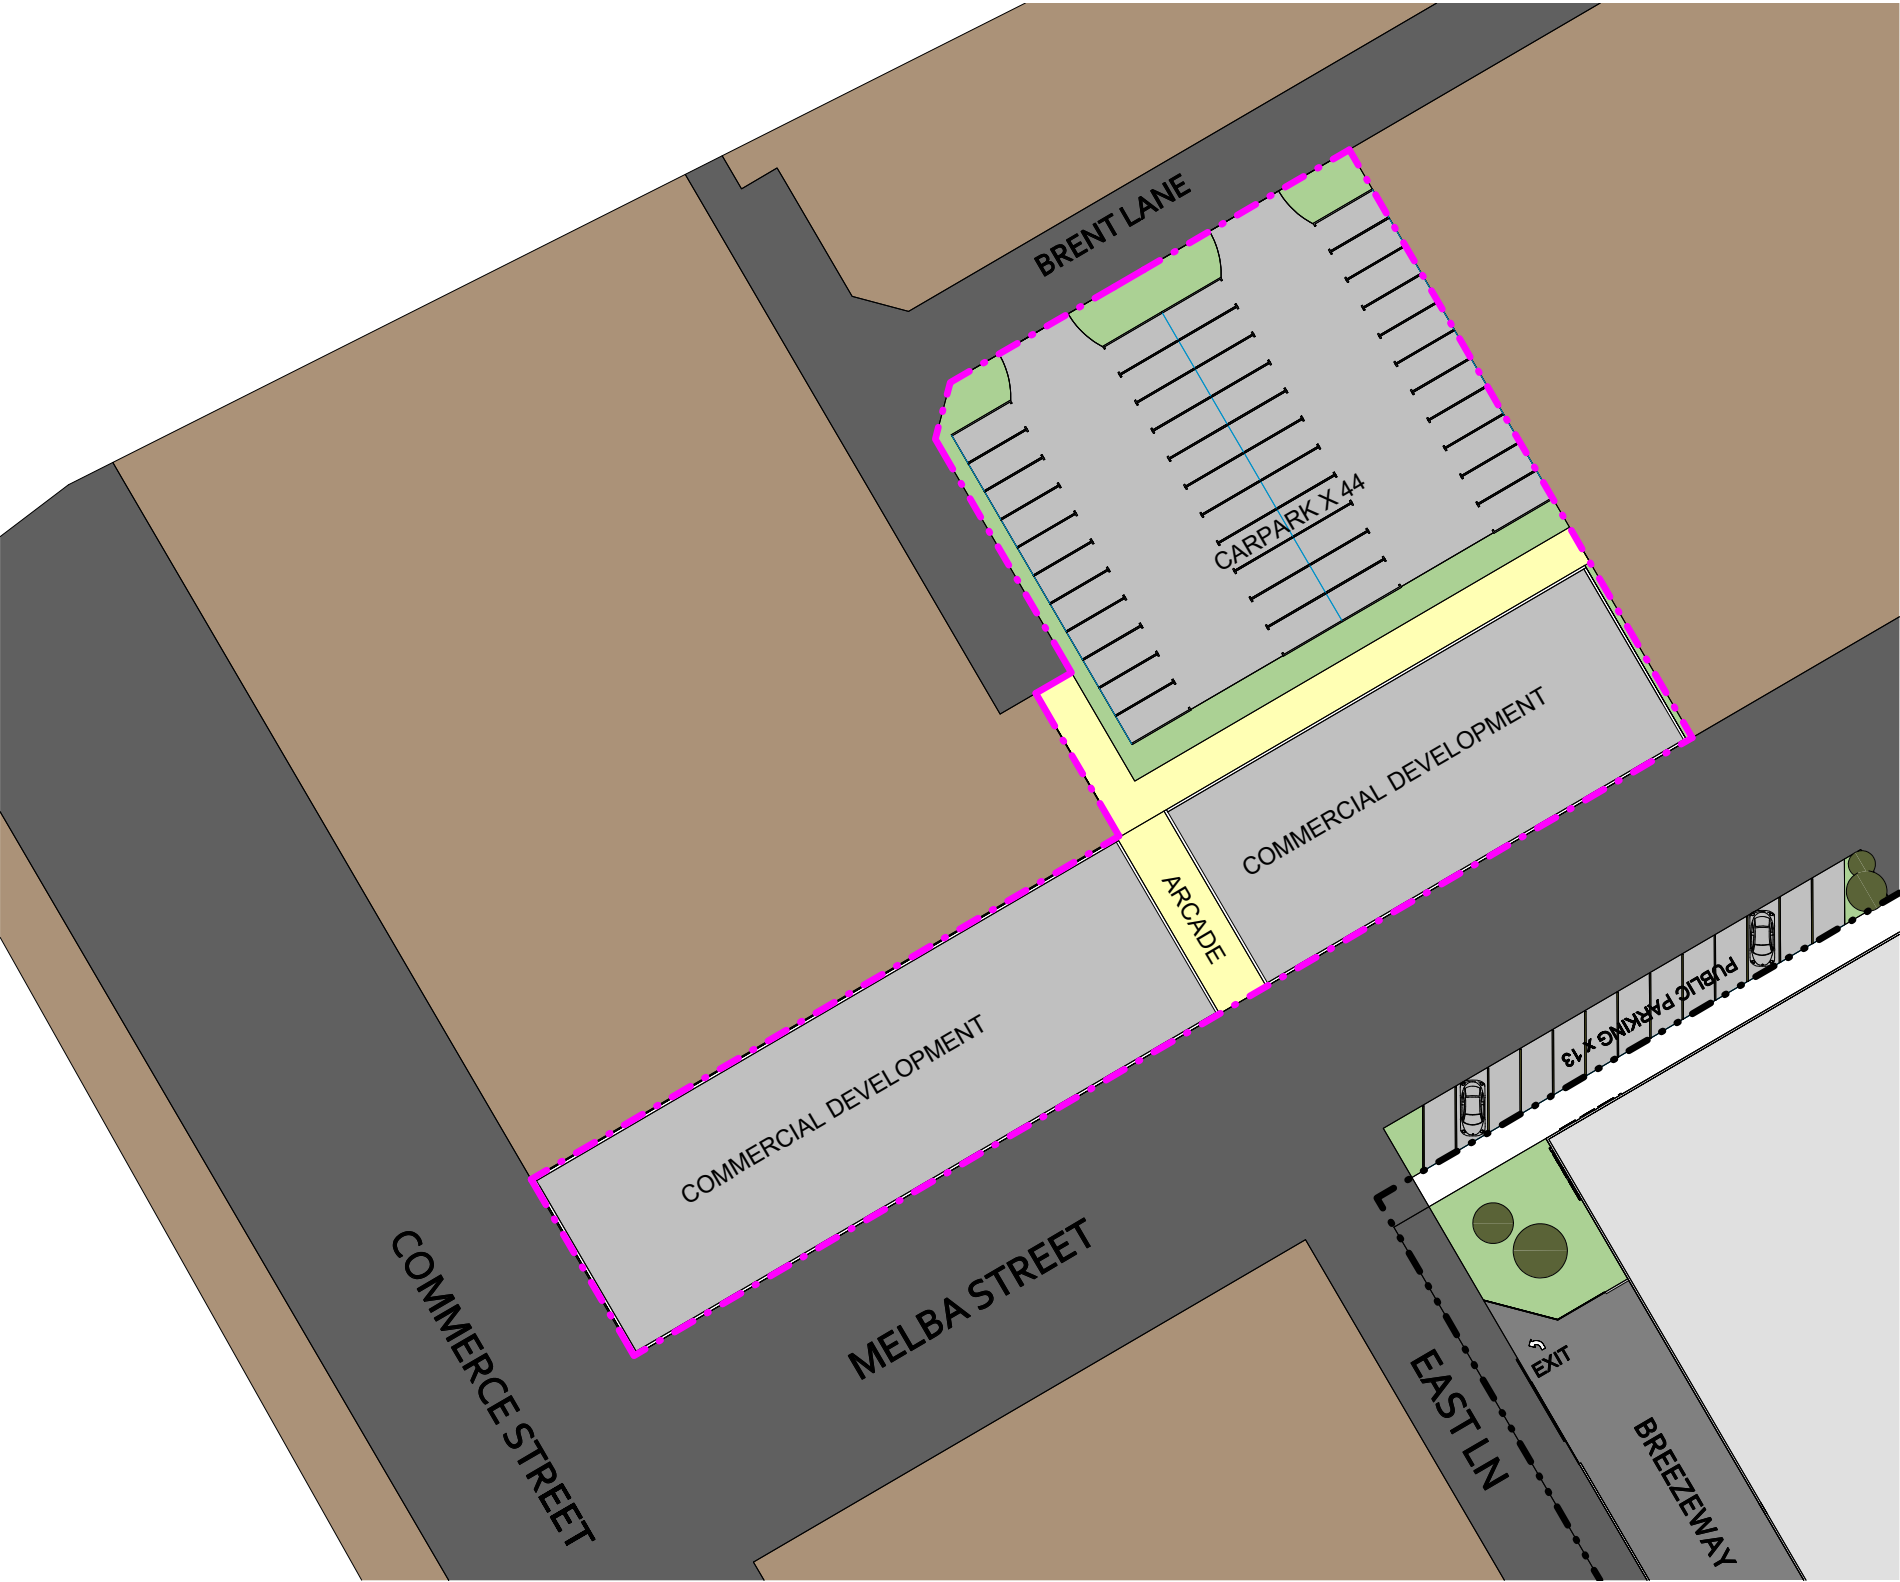 BRENT LANE
CARPARK X 44
COMMERCIAL DEVELOPMENT
ARCADE
COMMERCIAL DEVELOPMENT
PUBLIC PARKING x 13
MELBA STREET
COMMERCE STREET
EAST LN
EXIT
BREEZEWAY